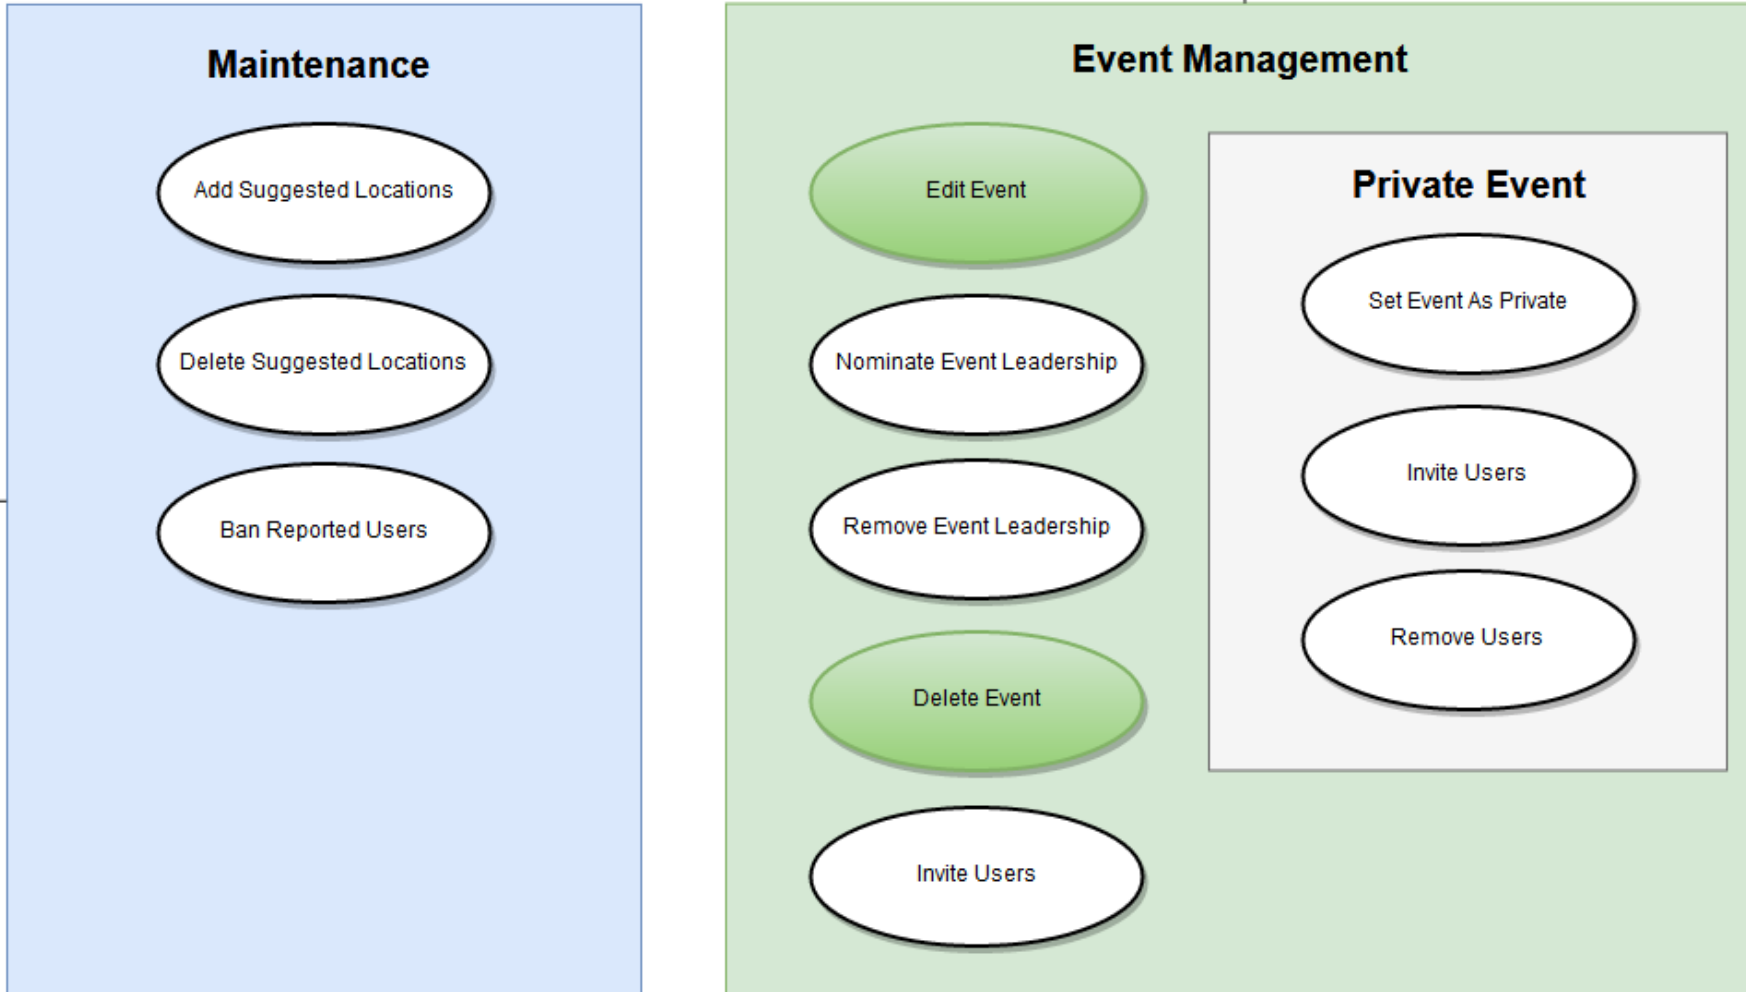 Maintenance
Add Suggested Locations
Delete Suggested Locations
Ban Reported Users
Event Management
Edit Event
Nominate Event Leadership
Remove Event Leadership
Delete Event
Invite Users
Private Event
Set Event As Private
Invite Users
Remove Users